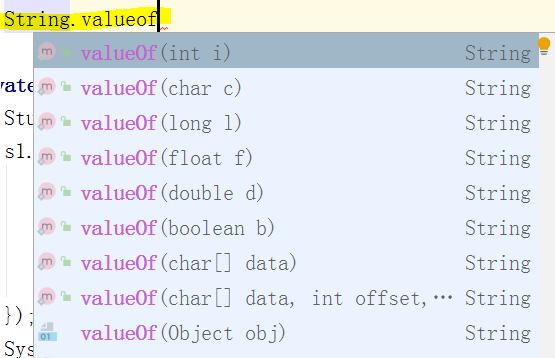 String.valueof
valueOf(int i) String
vate valueOf(char c) String
Stu valueOf(long l) String
sl. valueOf(float f) String
valueOf(double d) String
valueOf(boolean b) String
valueOf(char[] data) String
valueOf(char[] data, int offset,… String
}); valueOf(Object obj) String
Sys